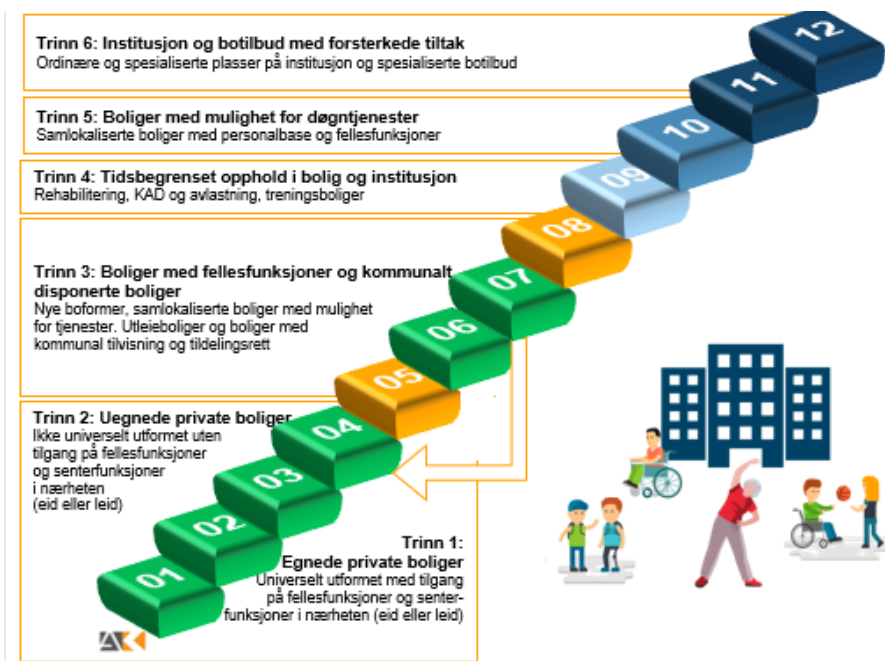 Trinn 6: Institusjon og botilbud med forsterkede tiltak
Ordinære og spesialiserte plasser på institusjon og spesialiserte botilbud
Trinn 5: Boliger med mulighet for døgntjenester
Samlokaliserte boliger med personalbase og fellesfunksjoner
Trinn 4: Tidsbegrenset opphold i bolig og institusjon
Rehabilitering, KAD og avlastning, treningsboliger
Trinn 3: Boliger med fellesfunksjoner og kommunalt
disponerte boliger
Nye boformer, samlokaliserte boliger med mulighet
for tjenester. Utleieboliger og boliger med
kommunal tilvisning og tildelingsrett
Trinn 2: Uegnede private boliger
Ikke universelt utformet uten
tilgang på fellesfunksjoner
og senterfunksjoner
i nærheten
(eid eller leid)
Trinn 1:
Egnede private boliger
Universelt utformet med tilgang
på fellesfunksjoner og senter-
funksjoner i nærheten (eid eller leid)
12
11
10
09
08
07
06
05
04
03
02
01